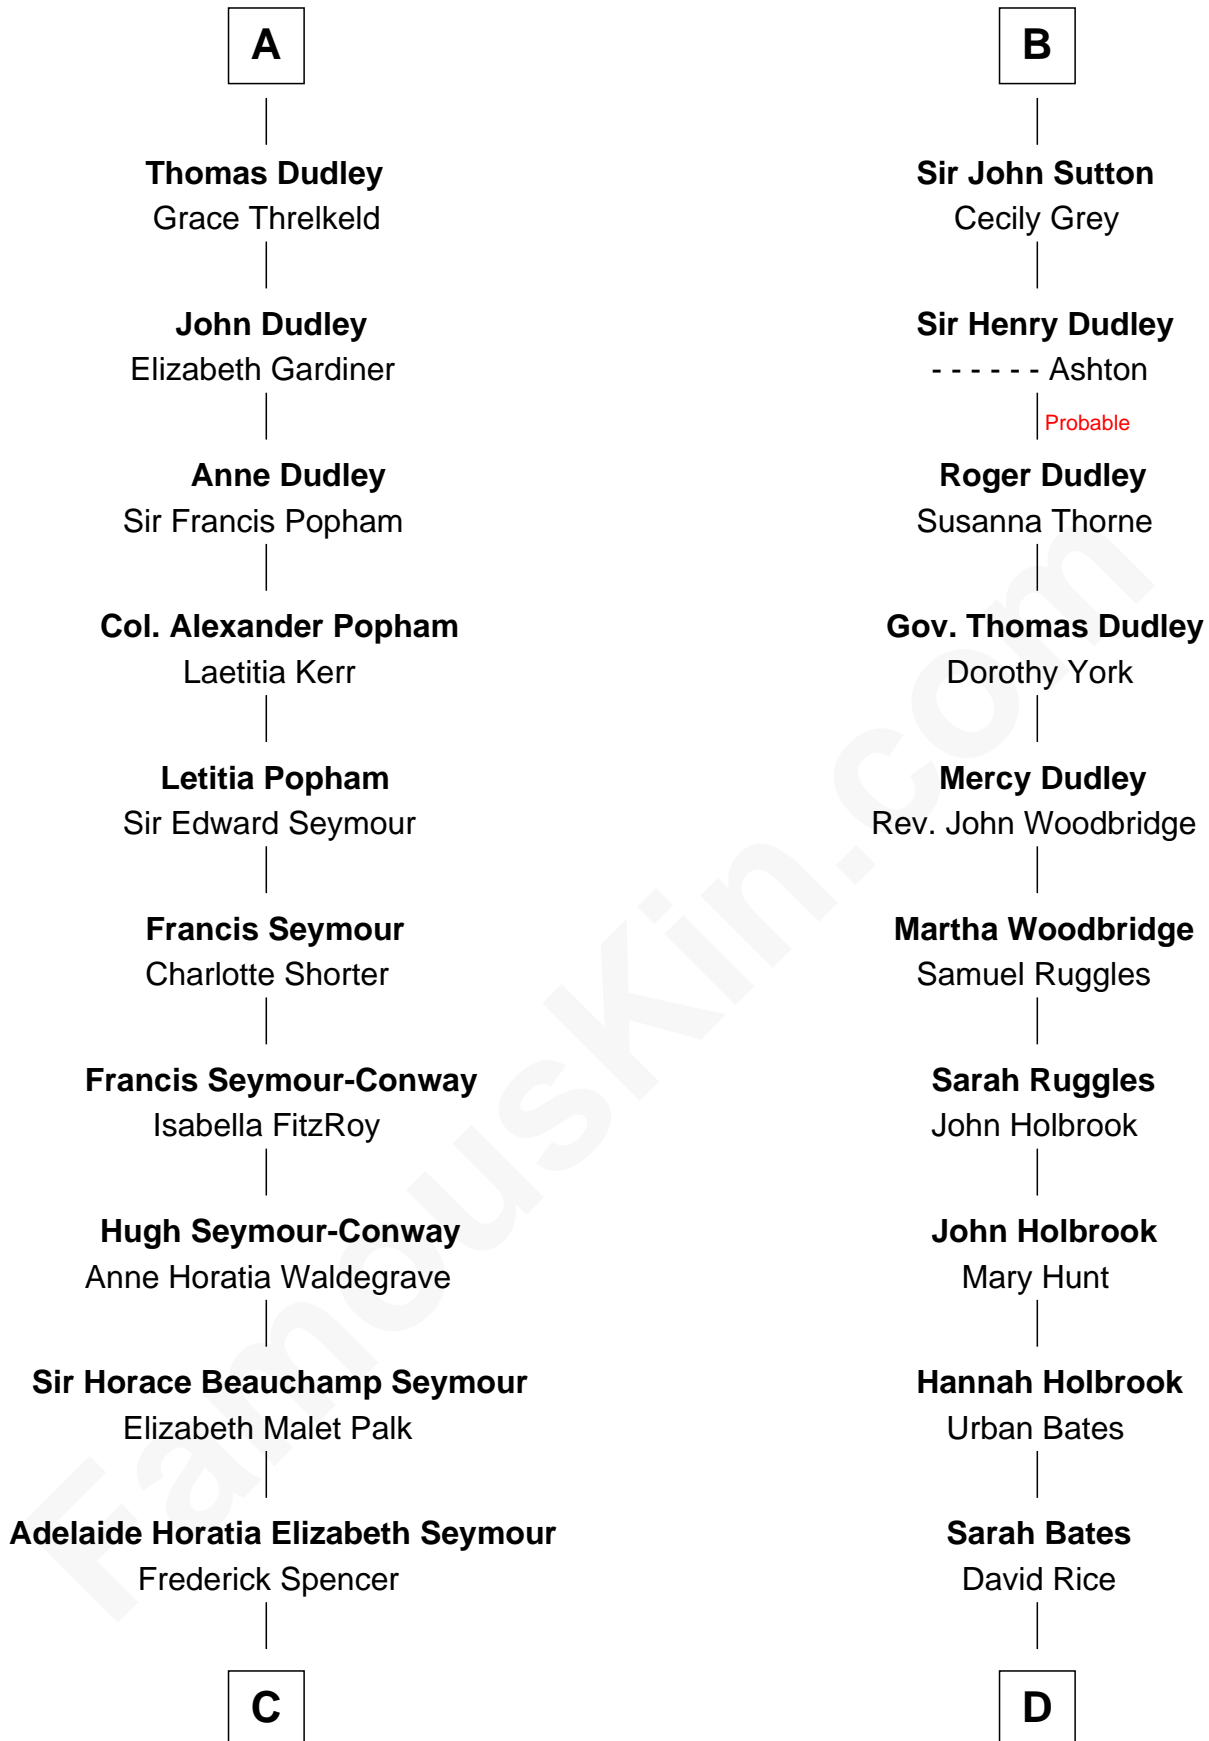 A
Thomas Dudley
Grace Threlkeld
John Dudley
Elizabeth Gardiner
Anne Dudley
Sir Francis Popham
Col. Alexander Popham
Laetitia Kerr
Letitia Popham
Sir Edward Seymour
Francis Seymour
Charlotte Shorter
Francis Seymour-Conway
Isabella FitzRoy
Hugh Seymour-Conway
Anne Horatia Waldegrave
Sir Horace Beauchamp Seymour
Elizabeth Malet Palk
Adelaide Horatia Elizabeth Seymour
Frederick Spencer
C
B
Sir John Sutton
Cecily Grey
Sir Henry Dudley
- - - - - - Ashton
Probable
Roger Dudley
Susanna Thorne
Gov. Thomas Dudley
Dorothy York
Mercy Dudley
Rev. John Woodbridge
Martha Woodbridge
Samuel Ruggles
Sarah Ruggles
John Holbrook
John Holbrook
Mary Hunt
Hannah Holbrook
Urban Bates
Sarah Bates
David Rice
D
FamousKin.com